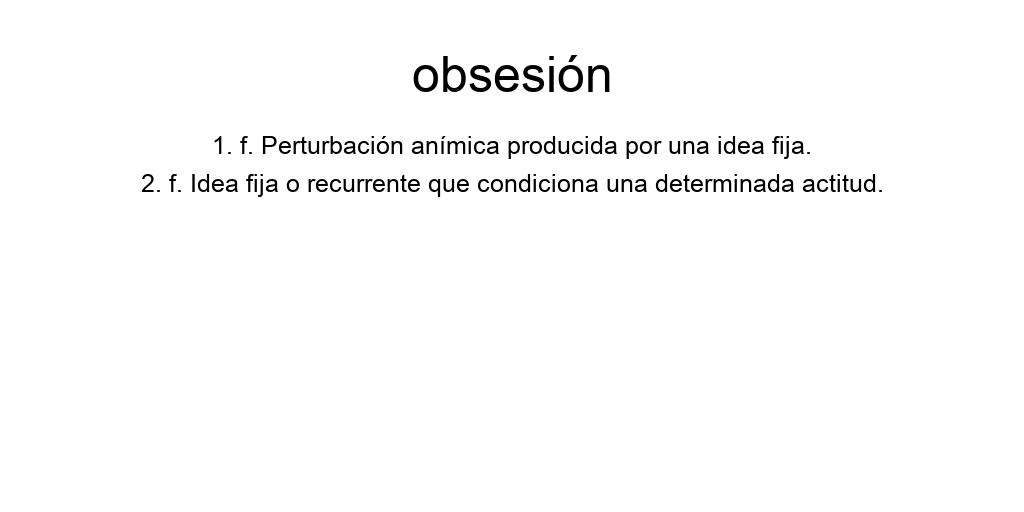 obsesión
1. f. Perturbación anímica producida por una idea fija.
2. f. Idea fija o recurrente que condiciona una determinada actitud.